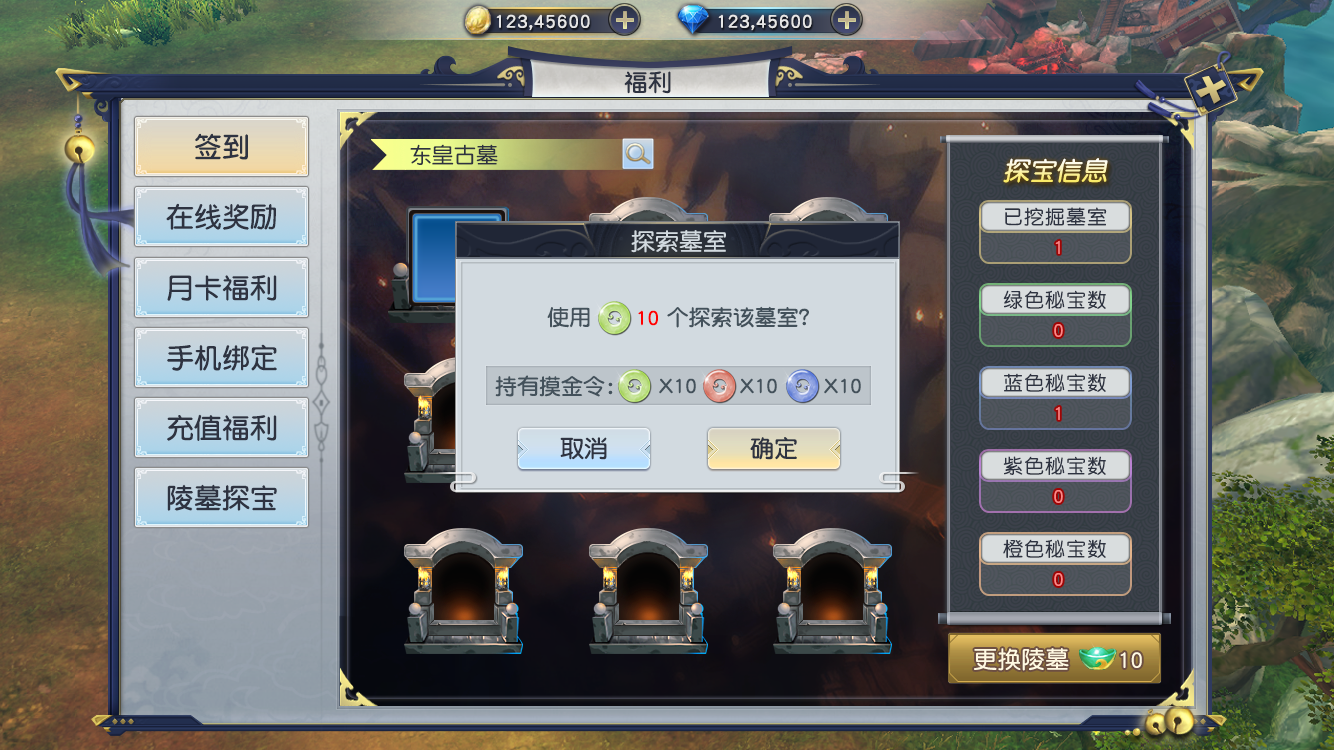 123,45600
123,45600
福利
签到
在线奖励
月卡福利
手机绑定
充值福利
陵墓探宝
东皇古墓
探索墓室
使用 10 个探索该墓室?
持有摸金令: X10 X10 X10
取消
确定
探宝信息
已挖掘墓室
1
绿色秘宝数
0
蓝色秘宝数
1
紫色秘宝数
0
橙色秘宝数
0
更换陵墓 10